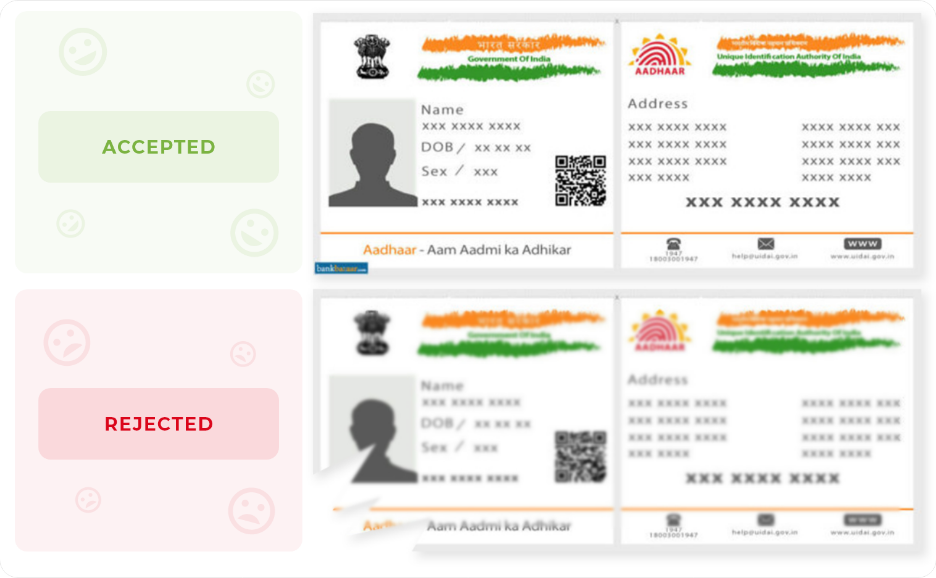 ACCEPTED
भारत सरकार
Government Of India
Name
xxx xxxx xxxx
DOB / xx xx xx
Sex / xxx
xxx xxxx xxxx
Aadhaar - Aam Aadmi ka Adhikar
bankbazaar.com
AADHAAR
Unique Identification Authority Of India
Address
xxx xxxx xxxx xxxx xxxx xxx
xxx xxxx xxxx xxxx xxxx xxx
xxx xxxx xxxx xxxx xxxx xxx
xxx xxxx xxxx xxxx
xxx xxxx xxxx
1947
18003001947
help@uidai.gov.in
WWW
www.uidai.gov.in
REJECTED
Government Of India
Name
xxx xxxx xxxx
DOB / xx xx xx
Sex / xxx
xxx xxxx xxxx
Aam Aadmi ka Adhikar
AADHAAR
Unique Identification Authority Of India
Address
xxx xxxx xxxx xxxx xxxx xxx
xxx xxxx xxxx xxxx xxxx xxx
xxx xxxx xxxx xxxx xxxx xxx
xxx xxxx xxxx xxxx
xxx xxxx xxxx
1947
18003001947
help@uidai.gov.in
WWW
www.uidai.gov.in